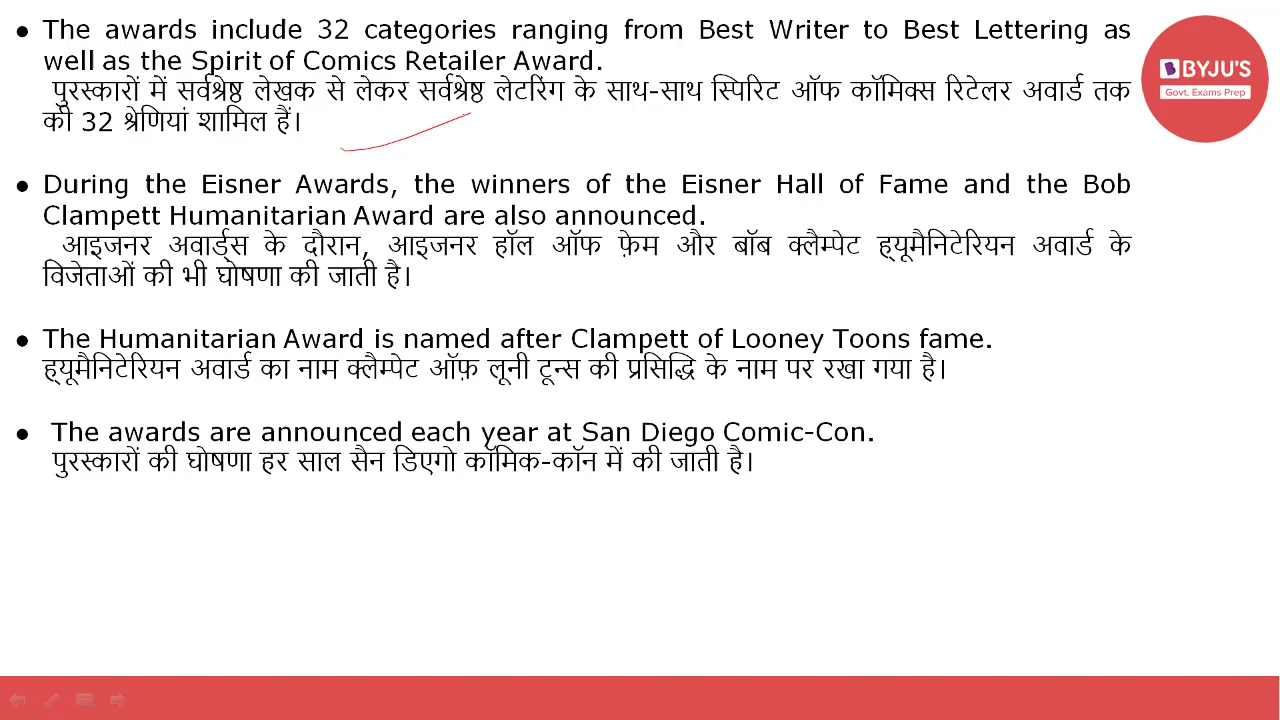 ● The awards include 32 categories ranging from Best Writer to Best Lettering as
well as the Spirit of Comics Retailer Award.
पुरस्कारों में सर्वश्रेष्ठ लेखक से लेकर सर्वश्रेष्ठ लेटरिंग के साथ-साथ स्पिरिट ऑफ कॉमिक्स रिटेलर अवार्ड तक
की 32 श्रेणियां शामिल हैं।
● During the Eisner Awards, the winners of the Eisner Hall of Fame and the Bob
Clampett Humanitarian Award are also announced.
आइजनर अवार्ड्स के दौरान, आइजनर हॉल ऑफ फ़ेम और बॉब क्लैम्पेट ह्यूमैनिटेरियन अवार्ड के
विजेताओं की भी घोषणा की जाती है।
● The Humanitarian Award is named after Clampett of Looney Toons fame.
ह्यूमैनिटेरियन अवार्ड का नाम क्लैम्पेट ऑफ़ लूनी टून्स की प्रसिद्धि के नाम पर रखा गया है।
● The awards are announced each year at San Diego Comic-Con.
पुरस्कारों की घोषणा हर साल सैन डिएगो कॉमिक-कॉन में की जाती है।
BYJU'S
Govt. Exams Prep